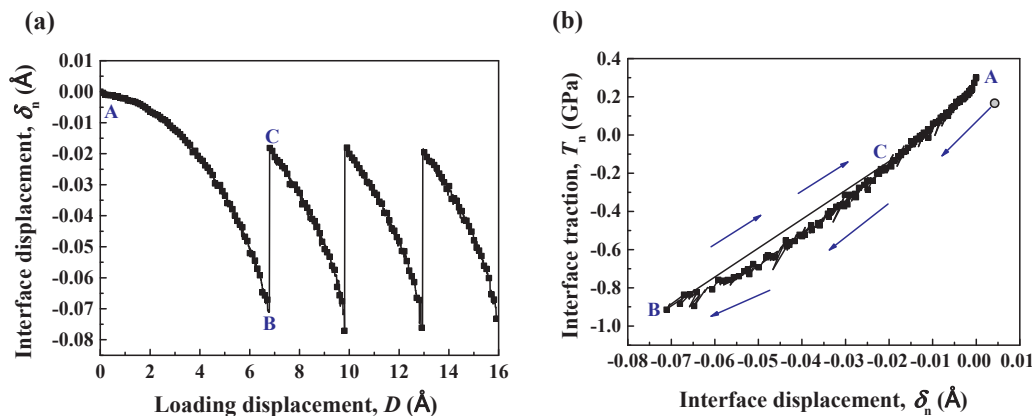 (a)
0.01
0.00
-0.01
-0.02
-0.03
-0.04
-0.05
-0.06
-0.07
-0.08
Interface displacement, δn (Å)
A
C
B
0 2 4 6 8 10 12 14 16
Loading displacement, D (Å)
(b)
0.4
0.2
0.0
-0.2
-0.4
-0.6
-0.8
-1.0
Interface traction, Tn (GPa)
A
C
B
-0.08 -0.07 -0.06 -0.05 -0.04 -0.03 -0.02 -0.01 0.00 0.01
Interface displacement, δn (Å)